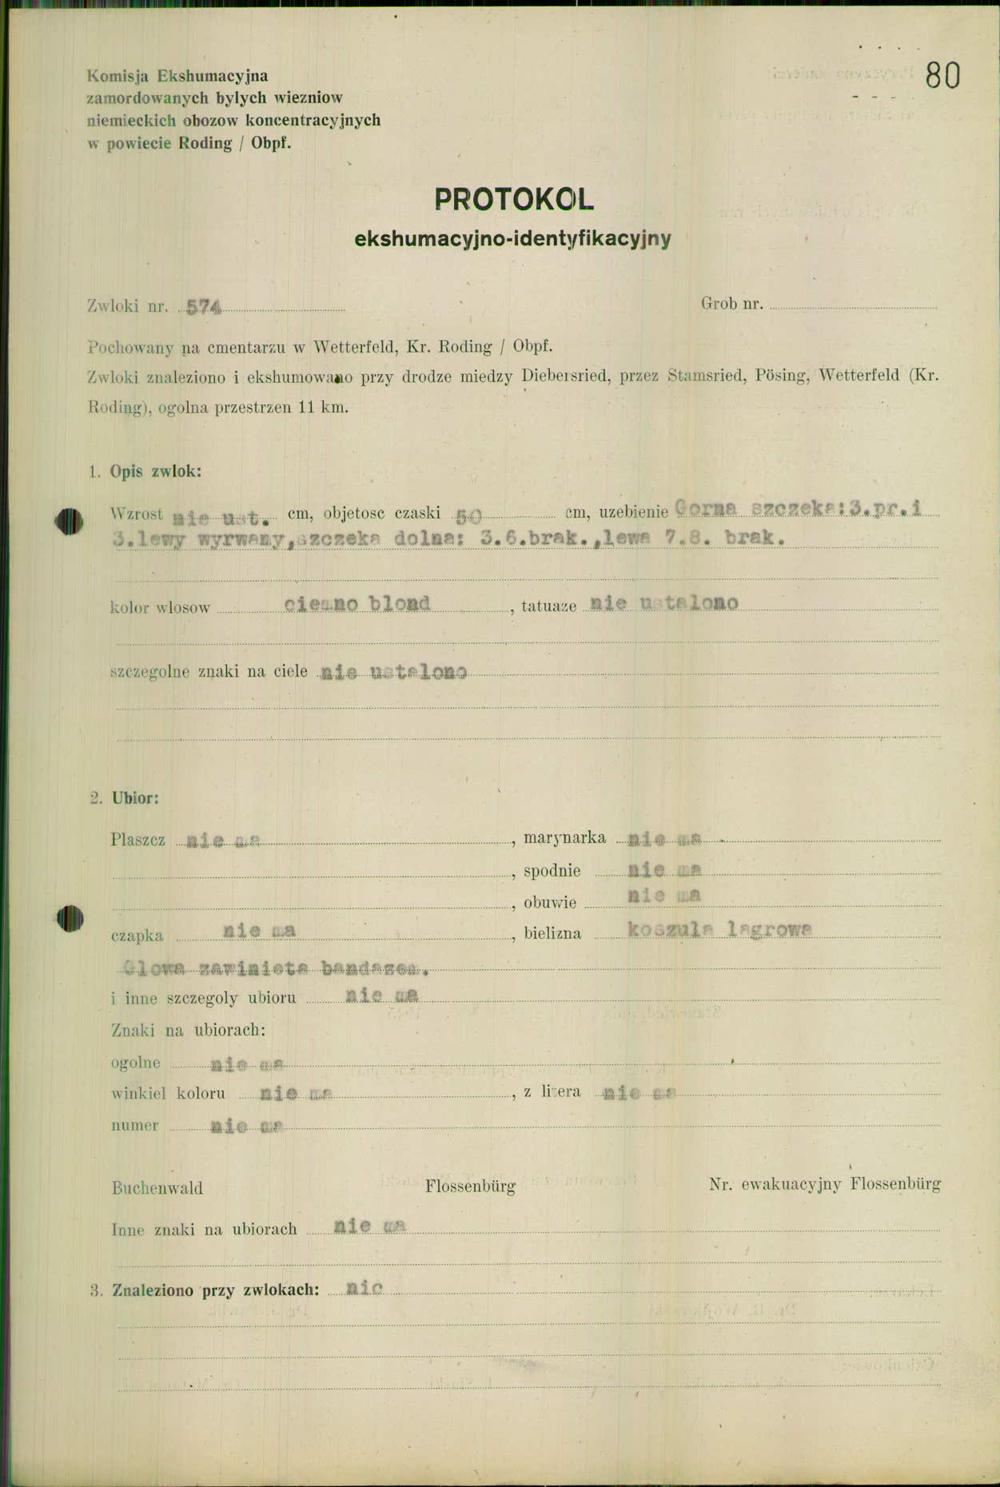 80
Komisja Ekshumacyjna
zamordowanych bylych wiezniow
niemieckich obozow koncentracyjnych
w powiecie Roding / Obpf.
PROTOKOL
ekshumacyjno-identyfikacyjny
Zwloki nr. 574 Grob nr.
Pochowany na cmentarzu w Wetterfeld, Kr. Roding / Obpf.
Zwloki znaleziono i ekshumowano przy drodze miedzy Diebersried, przez Stamsried, Pösing, Wetterfeld (Kr.
Roding), ogolna przestrzen 11 km.
1. Opis zwlok:
Wzrost nie ust. cm, objetosc czaski 50 cm, uzebienie Gorna szczeka:3.pr.i
3.lewy wyrwany,szczeka dolna: 3.6.brak.,lewa 7.8. brak.
kolor wlosow ciemno blond, tatuaze nie ustalono
szczegolne znaki na ciele nie ustalono
2. Ubior:
Plaszcz nie ma, marynarka nie ma
, spodnie nie ma
, obuwie nie ma
czapka nie ma, bielizna koszula lagrowa
Glowa zawinieta bandazem.
i inne szczegoly ubioru nie ma
Znaki na ubiorach:
ogolne nie ma
winkiel koloru nie ma, z litera nie ma
numer nie ma
Buchenwald Flossenbürg Nr. ewakuacyjny Flossenbürg
Inne znaki na ubiorach nie ma
3. Znaleziono przy zwlokach: nic